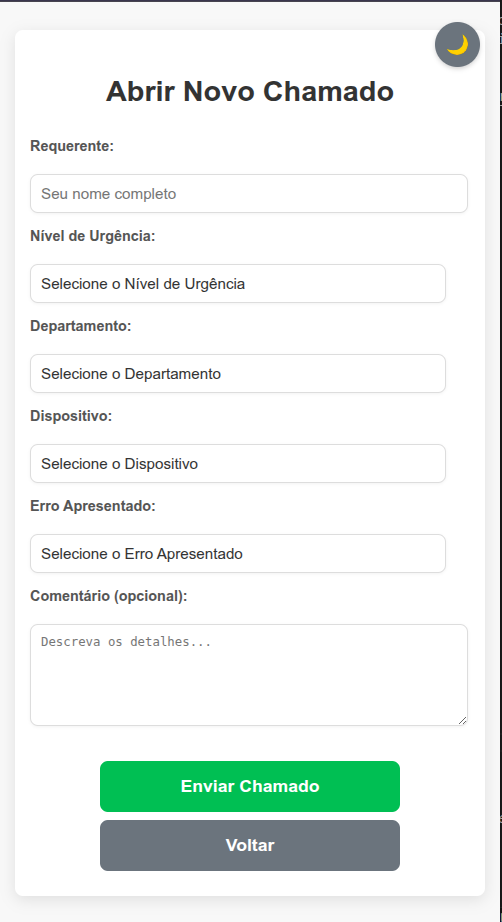 Abrir Novo Chamado
Requerente:
Seu nome completo
Nível de Urgência:
Selecione o Nível de Urgência
Departamento:
Selecione o Departamento
Dispositivo:
Selecione o Dispositivo
Erro Apresentado:
Selecione o Erro Apresentado
Comentário (opcional):
Descreva os detalhes...
Enviar Chamado
Voltar